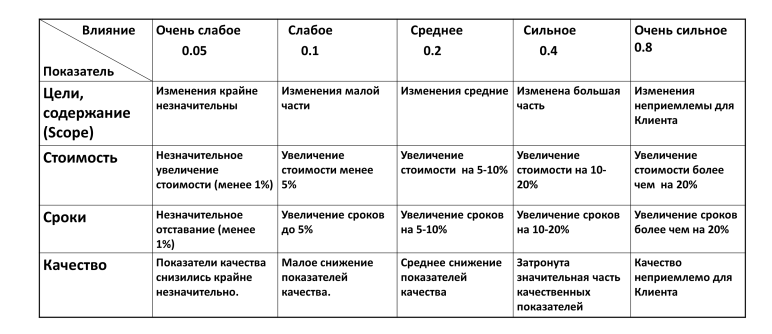 Влияние
Показатель
Очень слабое
0.05
Слабое
0.1
Среднее
0.2
Сильное
0.4
Очень сильное
0.8
Цели,
содержание
(Scope)
Изменения крайне
незначительны
Изменения малой
части
Изменения средние
Изменена большая
часть
Изменения
неприемлемы для
Клиента
Стоимость
Незначительное
увеличение
стоимости (менее 1%)
Увеличение
стоимости менее
5%
Увеличение
стоимости на 5-10%
Увеличение
стоимости на 10-
20%
Увеличение
стоимости более
чем на 20%
Сроки
Незначительное
отставание (менее
1%)
Увеличение сроков
до 5%
Увеличение сроков
на 5-10%
Увеличение сроков
на 10-20%
Увеличение сроков
более чем на 20%
Качество
Показатели качества
снизились крайне
незначительно.
Малое снижение
показателей
качества.
Среднее снижение
показателей
качества
Затронута
значительная часть
качественных
показателей
Качество
неприемлемо для
Клиента